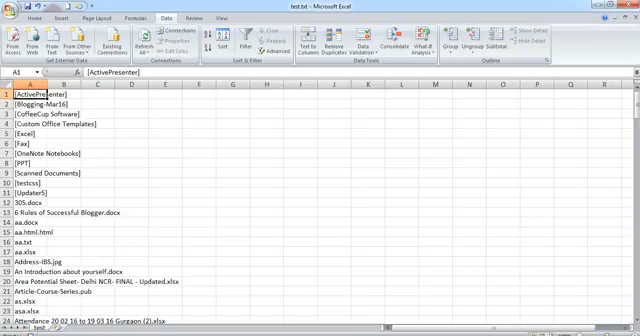 test.txt - Microsoft Excel
Home Insert Page Layout Formulas Data Review View
From Access From Web From Text From Other Sources Existing Connections Refresh All Connections Properties Edit Links Sort Filter Clear Reapply Advanced Text to Columns Remove Duplicates Data Validation Consolidate What-If Analysis Group Ungroup Subtotal Show Detail Hide Detail
Get External Data Connections Sort & Filter Data Tools Outline
A1 fx [ActivePresenter]
A B C D E F G H I J K L M N O P Q R
1 [ActivePresenter]
2 [Blogging-Mar16]
3 [CoffeeCup Software]
4 [Custom Office Templates]
5 [Excel]
6 [Fax]
7 [OneNote Notebooks]
8 [PPT]
9 [Scanned Documents]
10 [testcss]
11 [Updater5]
12 305.docx
13 6 Rules of Successful Blogger.docx
14 aa.docx
15 aa.html.html
16 aa.txt
17 aa.xlsx
18 Address-IBS.jpg
19 An Introduction about yourself.docx
20 Area Potential Sheet- Delhi NCR- FINAL - Updated.xlsx
21 Article-Course-Series.pub
22 as.xlsx
23 asa.xlsx
24 Attendance 20 02 16 to 19 03 16 Gurgaon (2).xlsx
test